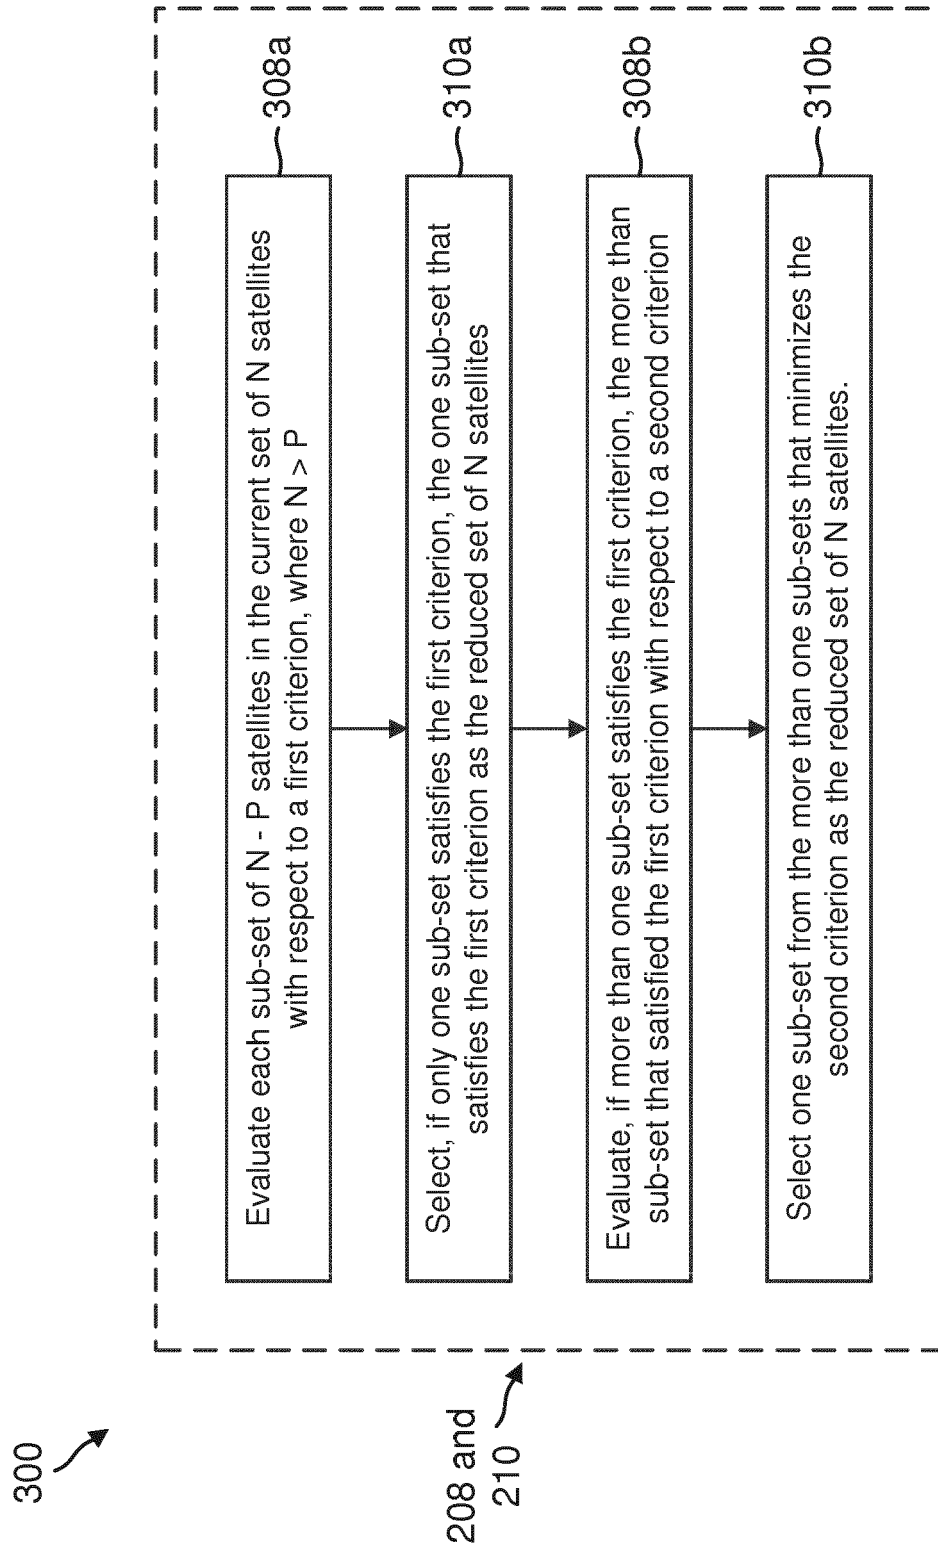 300
208 and
210
Evaluate each sub-set of N - P satellites in the current set of N satellites
with respect to a first criterion, where N > P
308a
Select, if only one sub-set satisfies the first criterion, the one sub-set that
satisfies the first criterion as the reduced set of N satellites
310a
Evaluate, if more than one sub-set satisfies the first criterion, the more than
sub-set that satisfied the first criterion with respect to a second criterion
308b
Select one sub-set from the more than one sub-sets that minimizes the
second criterion as the reduced set of N satellites.
310b